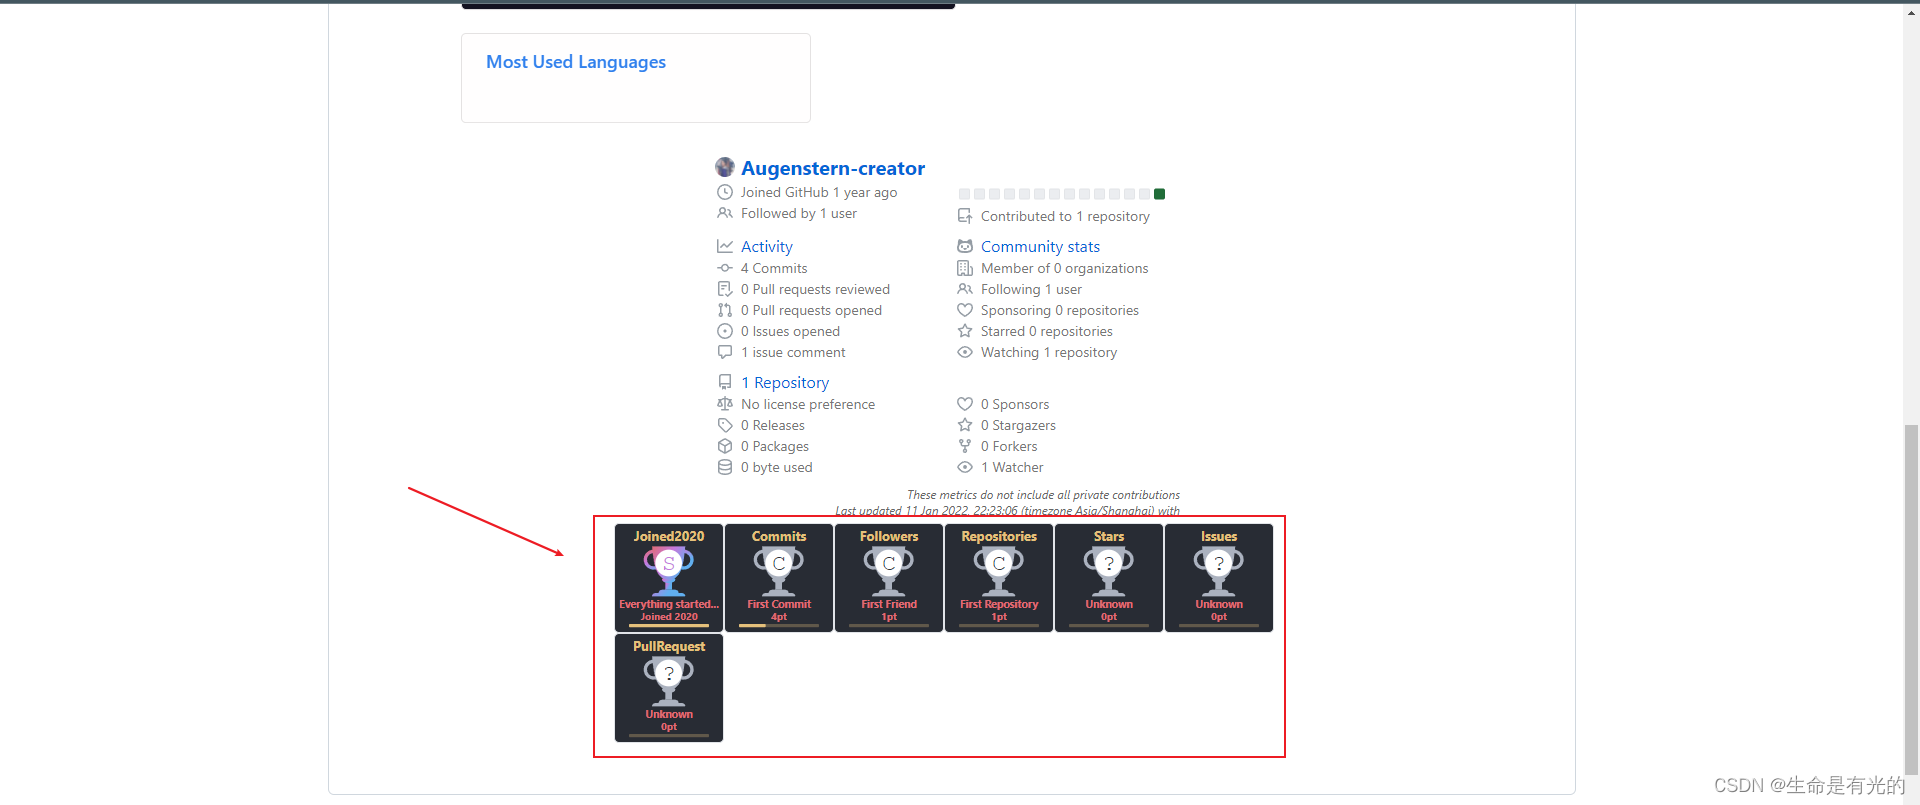 Most Used Languages
Augenstern-creator
Joined GitHub 1 year ago
Followed by 1 user
Contributed to 1 repository
Activity
4 Commits
0 Pull requests reviewed
0 Pull requests opened
0 Issues opened
1 issue comment
Community stats
Member of 0 organizations
Following 1 user
Sponsoring 0 repositories
Starred 0 repositories
Watching 1 repository
1 Repository
No license preference
0 Releases
0 Packages
0 byte used
0 Sponsors
0 Stargazers
0 Forkers
1 Watcher
These metrics do not include all private contributions
Last updated 11 Jan 2022, 22:23:06 (timezone Asia/Shanghai) with
Joined2020
S
Everything started...
Joined 2020
Commits
C
First Commit
4pt
Followers
C
First Friend
1pt
Repositories
C
First Repository
1pt
Stars
?
Unknown
0pt
Issues
?
Unknown
0pt
PullRequest
?
Unknown
0pt
CSDN @生命是有光的